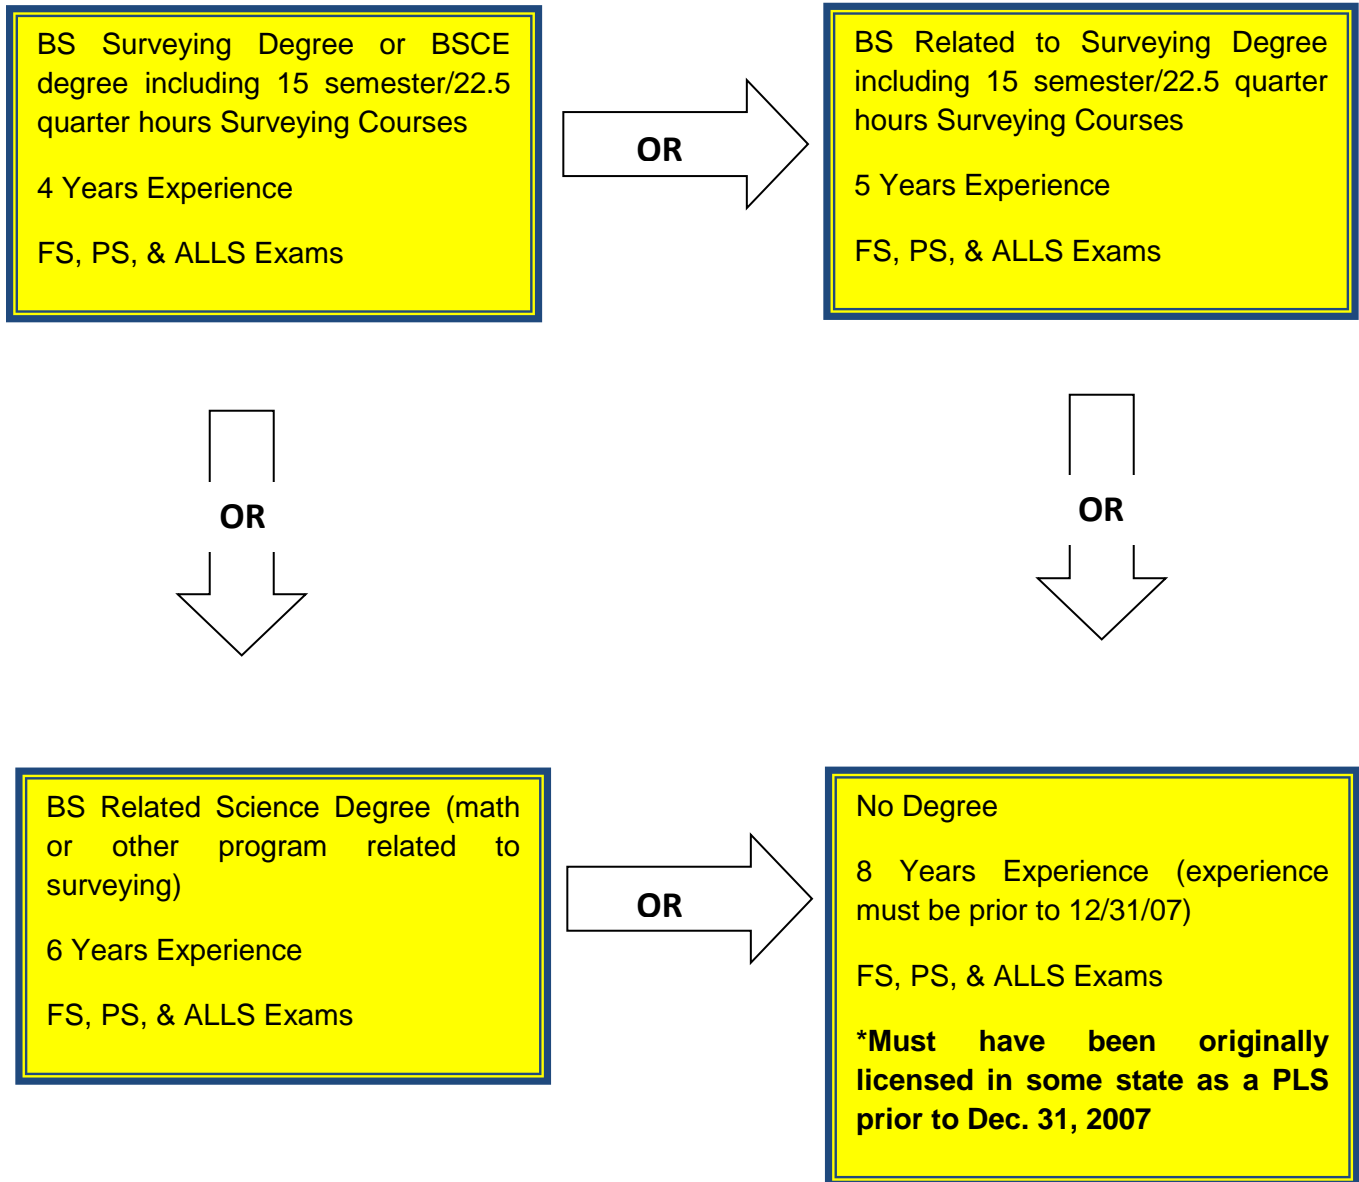 BS Surveying Degree or BSCE
degree including 15 semester/22.5
quarter hours Surveying Courses
4 Years Experience
FS, PS, & ALLS Exams
OR
BS Related to Surveying Degree
including 15 semester/22.5 quarter
hours Surveying Courses
5 Years Experience
FS, PS, & ALLS Exams
OR
OR
BS Related Science Degree (math
or other program related to
surveying)
6 Years Experience
FS, PS, & ALLS Exams
OR
No Degree
8 Years Experience (experience
must be prior to 12/31/07)
FS, PS, & ALLS Exams
*Must have been originally
licensed in some state as a PLS
prior to Dec. 31, 2007